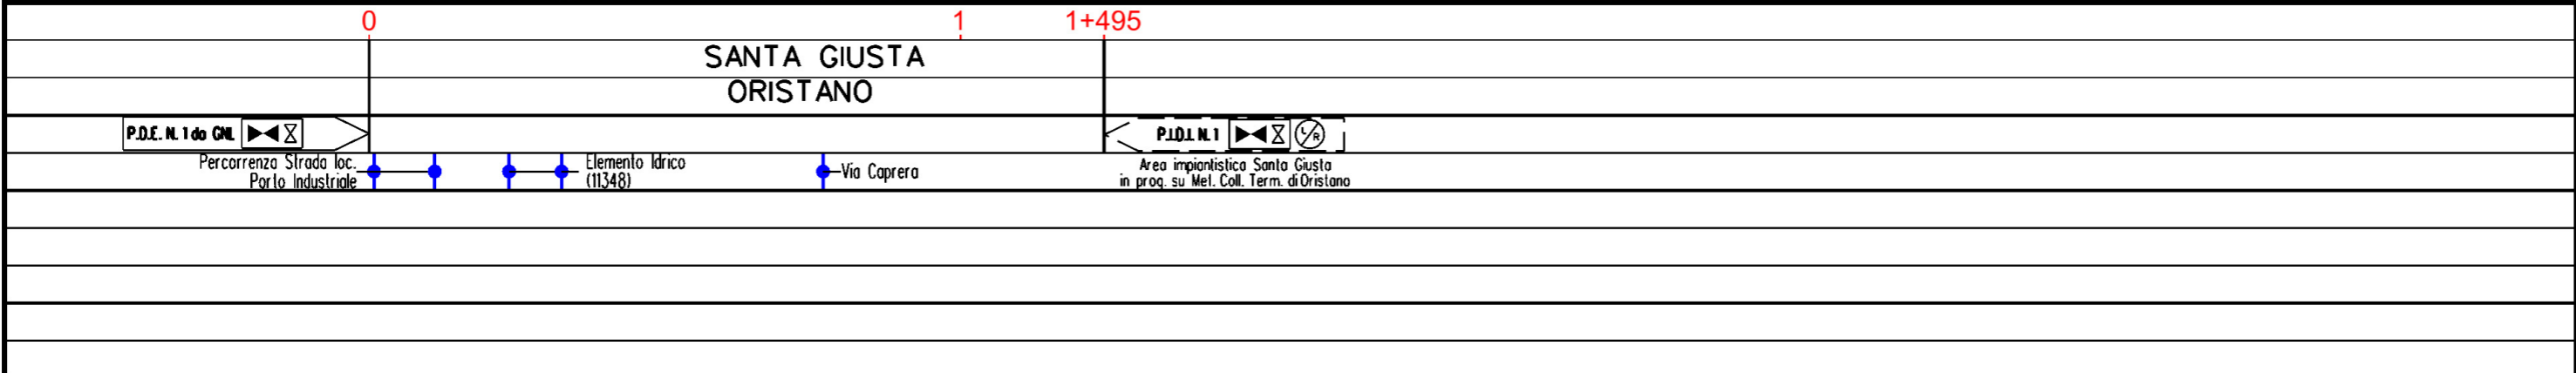 0 1 1+495
SANTA GIUSTA
ORISTANO
P.D.E. N. 1 da GNL
P.I.D.I. N.1 L/R
Percorrenza Strada loc.
Porto Industriale
Elemento Idrico
(11348)
Via Caprera
Area impiantistica Santa Giusta
in prog. su Met. Coll. Term. di Oristano